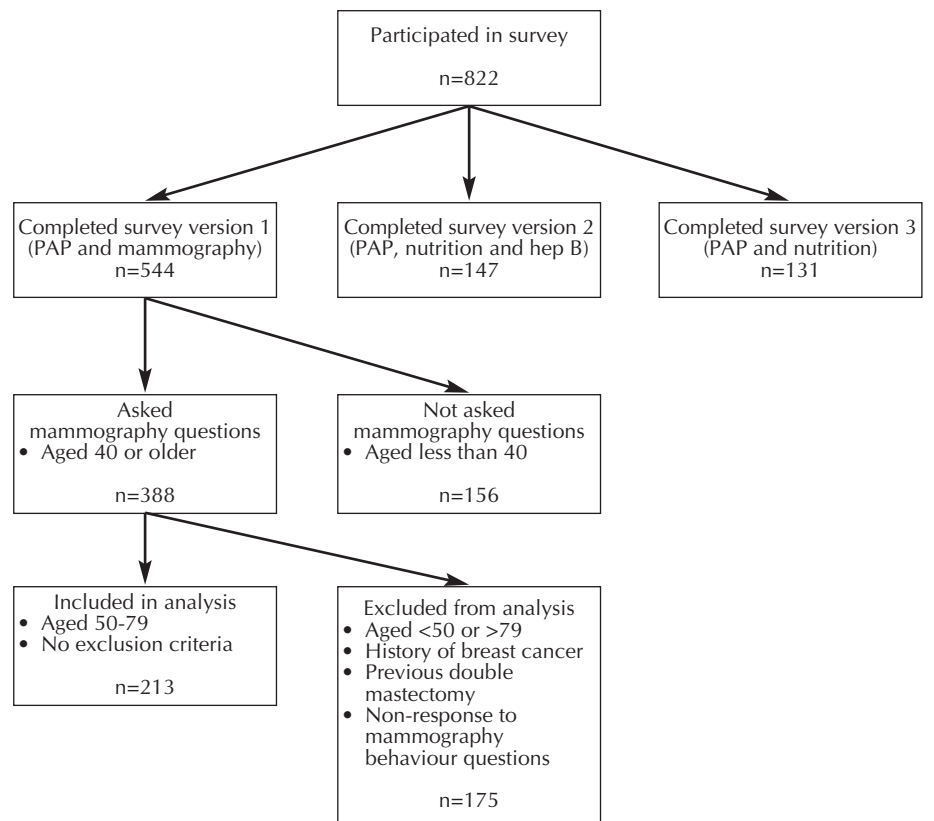 Participated in survey
n=822
Completed survey version 1
(PAP and mammography)
n=544
Completed survey version 2
(PAP, nutrition and hep B)
n=147
Completed survey version 3
(PAP and nutrition)
n=131
Asked
mammography questions
• Aged 40 or older
n=388
Not asked
mammography questions
• Aged less than 40
n=156
Included in analysis
• Aged 50-79
• No exclusion criteria
n=213
Excluded from analysis
• Aged <50 or >79
• History of breast cancer
• Previous double
mastectomy
• Non-response to
mammography
behaviour questions
n=175